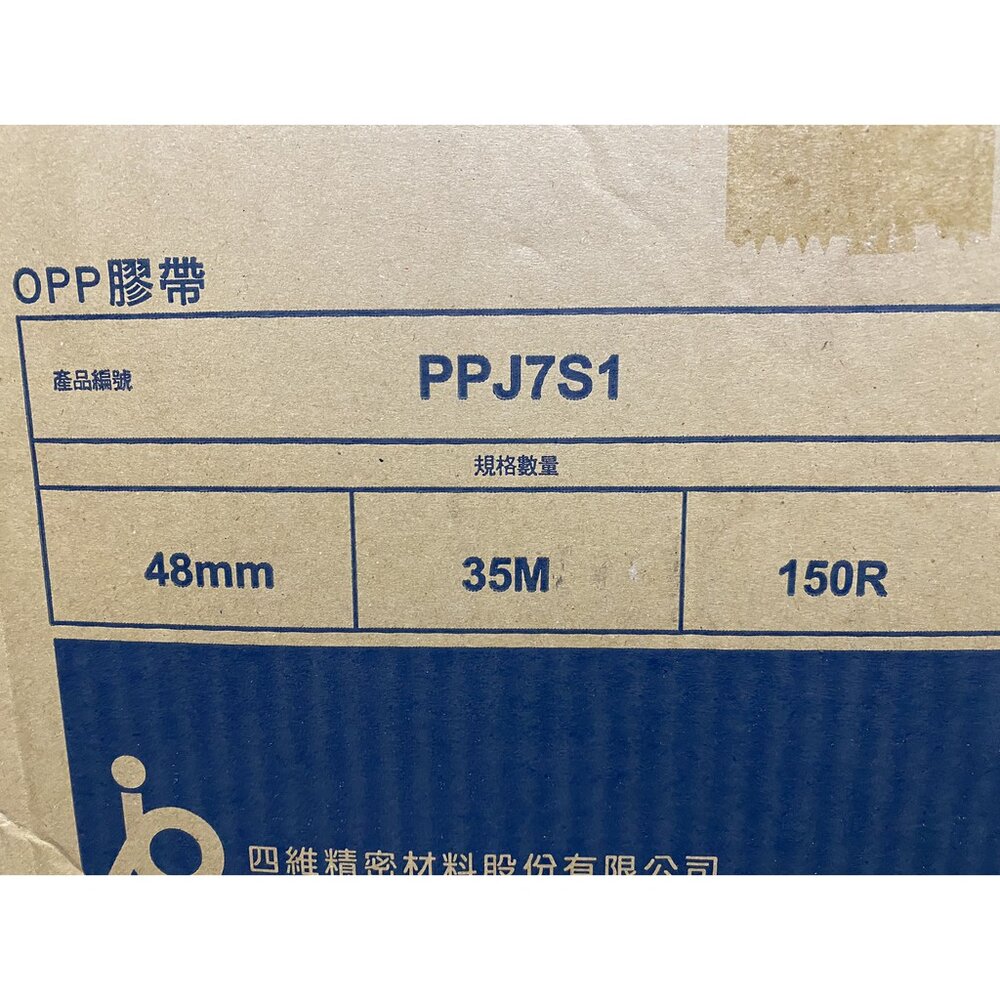 OPP膠帶
產品編號 PPJ7S1
規格數量
48mm 35M 150R
四維精密材料股份有限公司